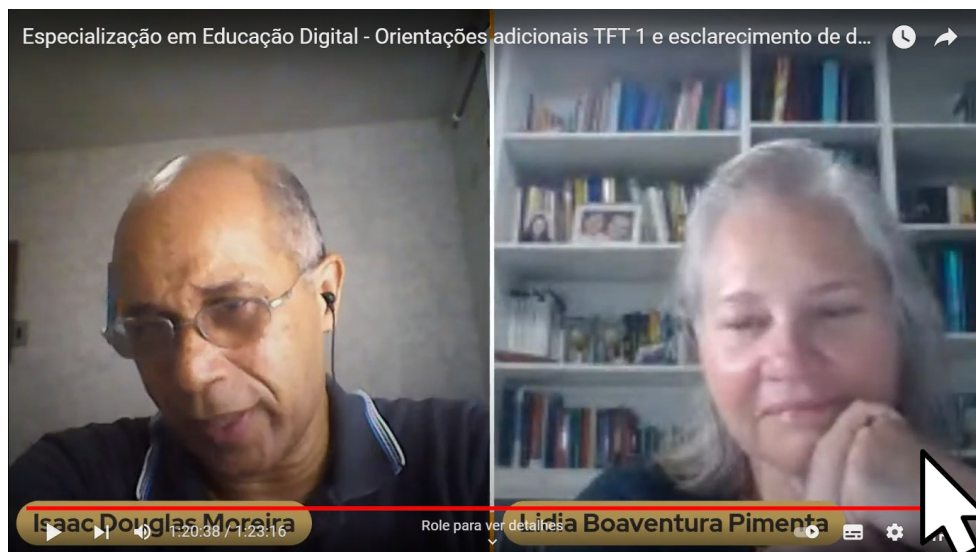 Especialização em Educação Digital - Orientações adicionais TFT 1 e esclarecimento de d...
Isaac Douglas Moreira
Lidia Boaventura Pimenta
1:20:38 / 1:23:16
Role para ver detalhes